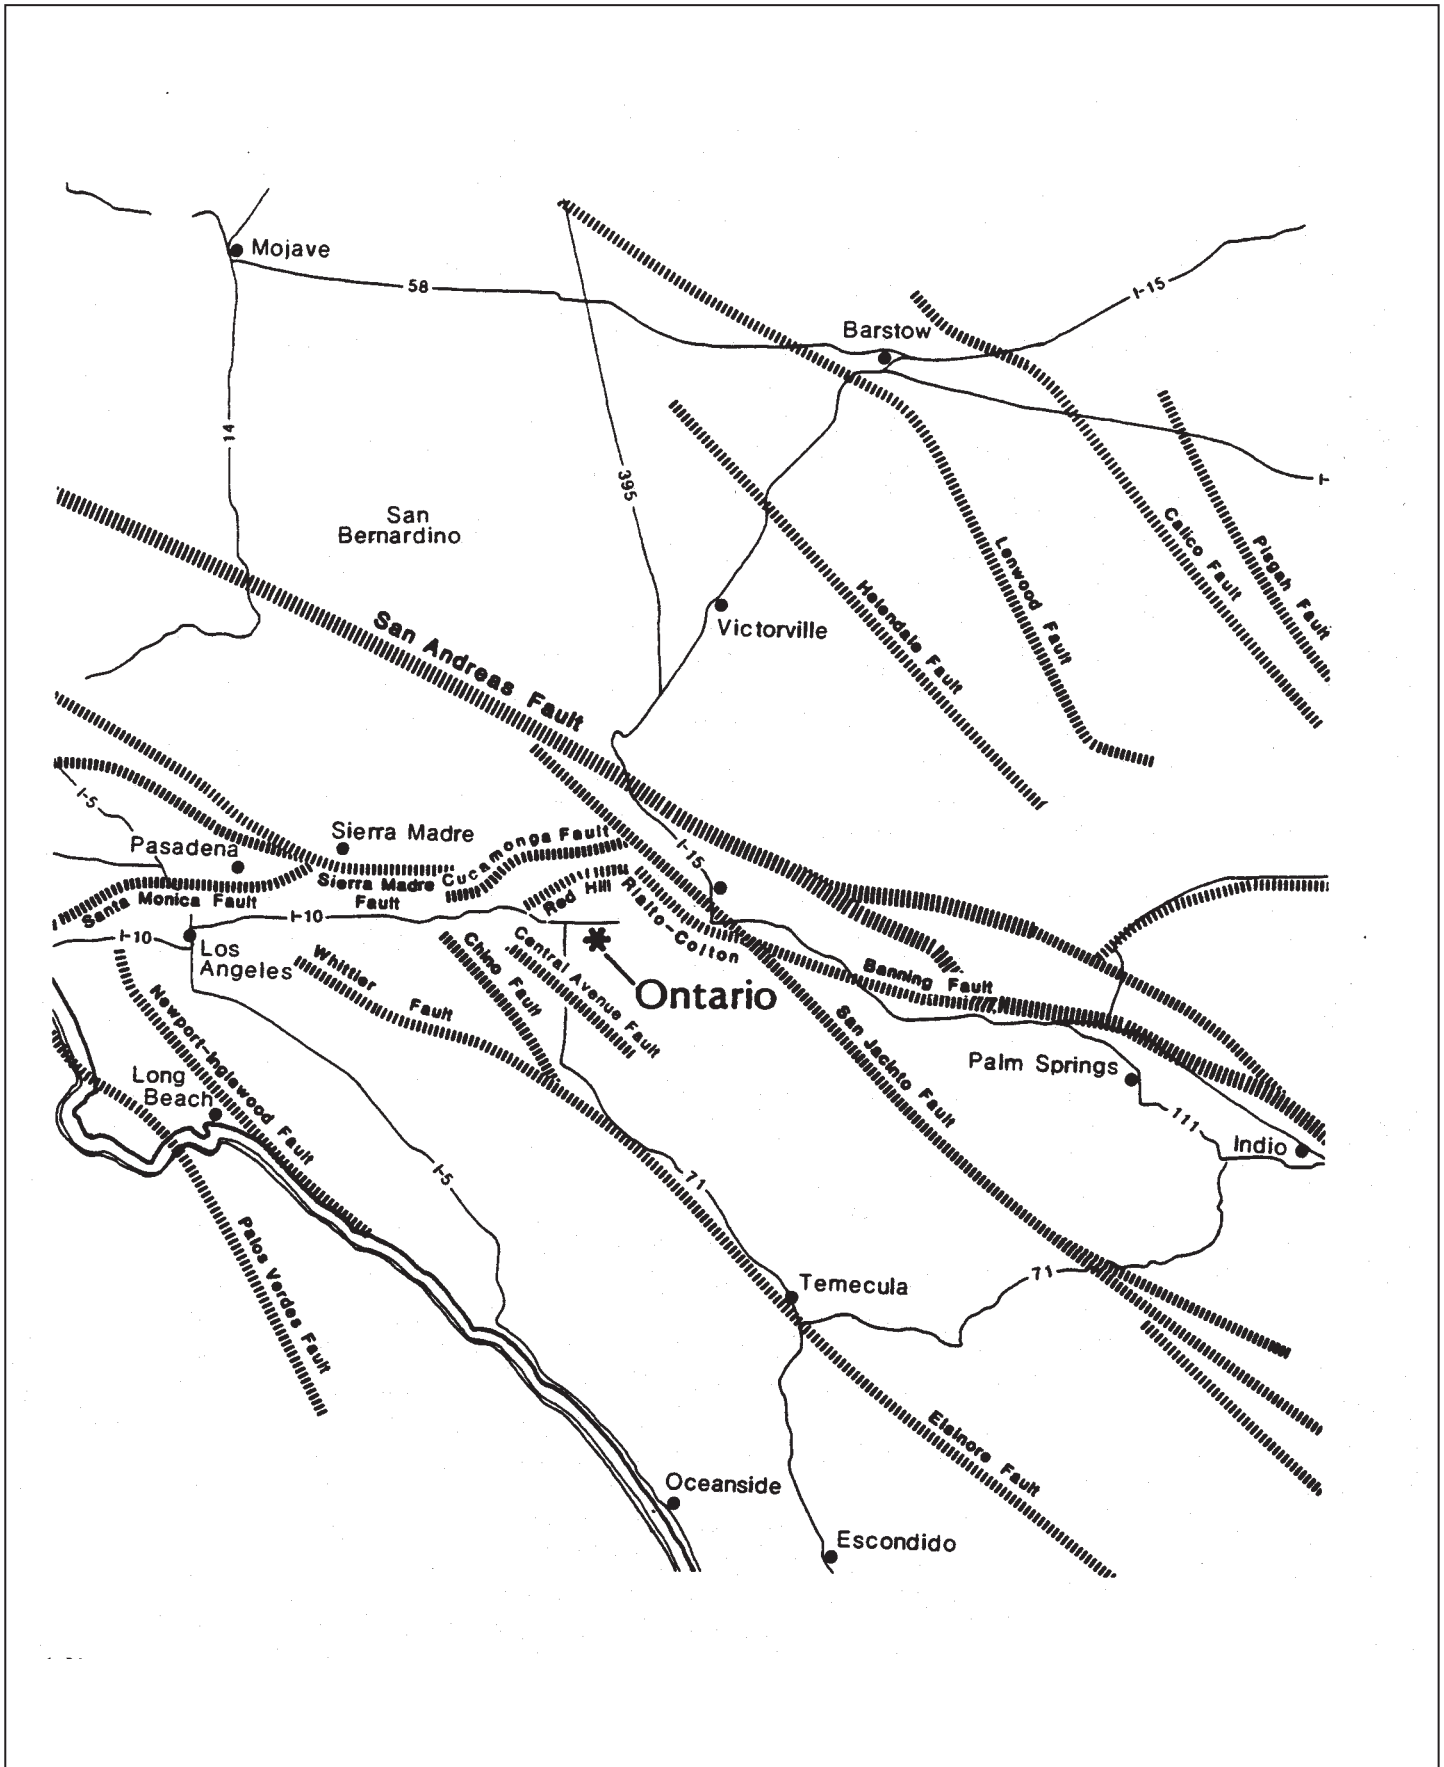 Mojave
58
I-15
Barstow
14
395
San
Bernardino
Lenwood Fault
Calico Fault
Pisgah Fault
Helendale Fault
Victorville
San Andreas Fault
I-5
Pasadena
Sierra Madre
Cucamonga Fault
I-15
Sierra Madre
Fault
Santa Monica Fault
Red Hill
Rialto-Colton
I-10
I-10
Los
Angeles
Whittier Fault
Chino Fault
Central Avenue Fault
Ontario
Banning Fault
San Jacinto Fault
Newport-Inglewood Fault
Long
Beach
Palm Springs
111
Indio
I-5
71
Palos Verdes Fault
Temecula
71
Elsinore Fault
Oceanside
Escondido